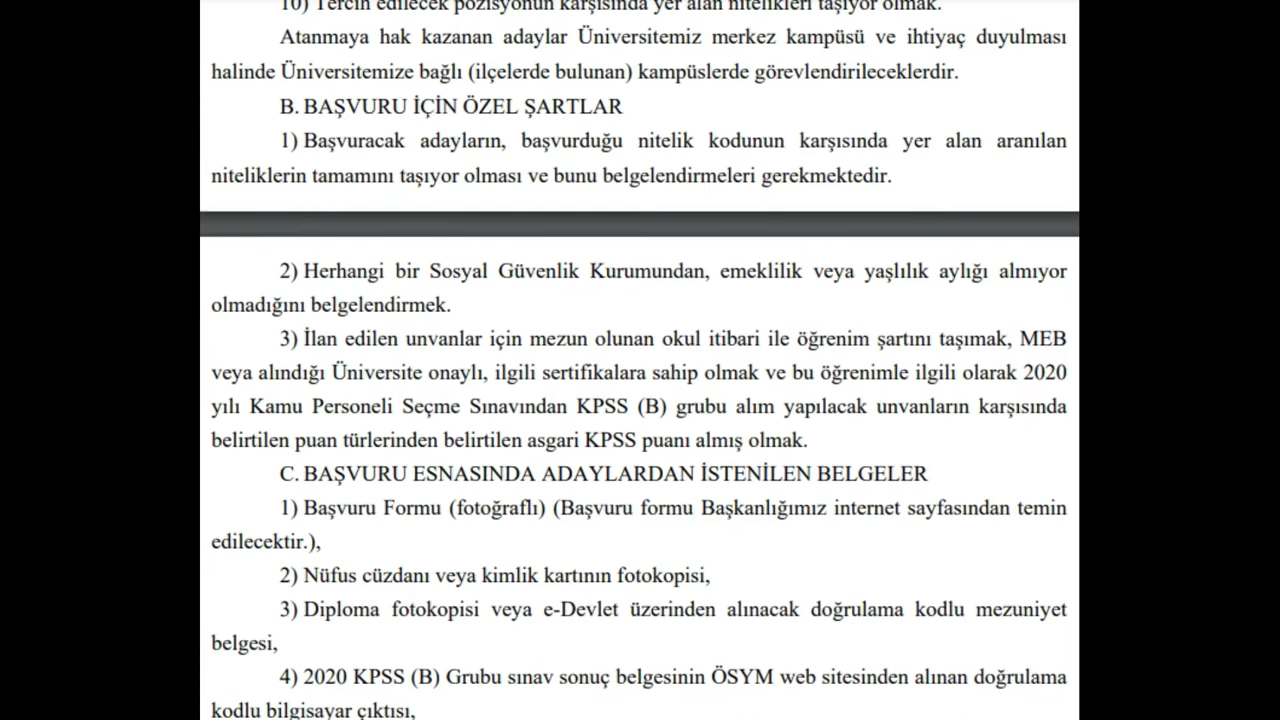 10) Tercih edilecek pozisyonun karşısında yer alan nitelikleri taşıyor olmak.
Atanmaya hak kazanan adaylar Üniversitemiz merkez kampüsü ve ihtiyaç duyulması
halinde Üniversitemize bağlı (ilçelerde bulunan) kampüslerde görevlendirileceklerdir.
B. BAŞVURU İÇİN ÖZEL ŞARTLAR
1) Başvuracak adayların, başvurduğu nitelik kodunun karşısında yer alan aranılan
niteliklerin tamamını taşıyor olması ve bunu belgelendirmeleri gerekmektedir.
2) Herhangi bir Sosyal Güvenlik Kurumundan, emeklilik veya yaşlılık aylığı almıyor
olmadığını belgelendirmek.
3) İlan edilen unvanlar için mezun olunan okul itibari ile öğrenim şartını taşımak, MEB
veya alındığı Üniversite onaylı, ilgili sertifikalara sahip olmak ve bu öğrenimle ilgili olarak 2020
yılı Kamu Personeli Seçme Sınavından KPSS (B) grubu alım yapılacak unvanların karşısında
belirtilen puan türlerinden belirtilen asgari KPSS puanı almış olmak.
C. BAŞVURU ESNASINDA ADAYLARDAN İSTENİLEN BELGELER
1) Başvuru Formu (fotoğraflı) (Başvuru formu Başkanlığımız internet sayfasından temin
edilecektir.),
2) Nüfus cüzdanı veya kimlik kartının fotokopisi,
3) Diploma fotokopisi veya e-Devlet üzerinden alınacak doğrulama kodlu mezuniyet
belgesi,
4) 2020 KPSS (B) Grubu sınav sonuç belgesinin ÖSYM web sitesinden alınan doğrulama
kodlu bilgisayar çıktısı,